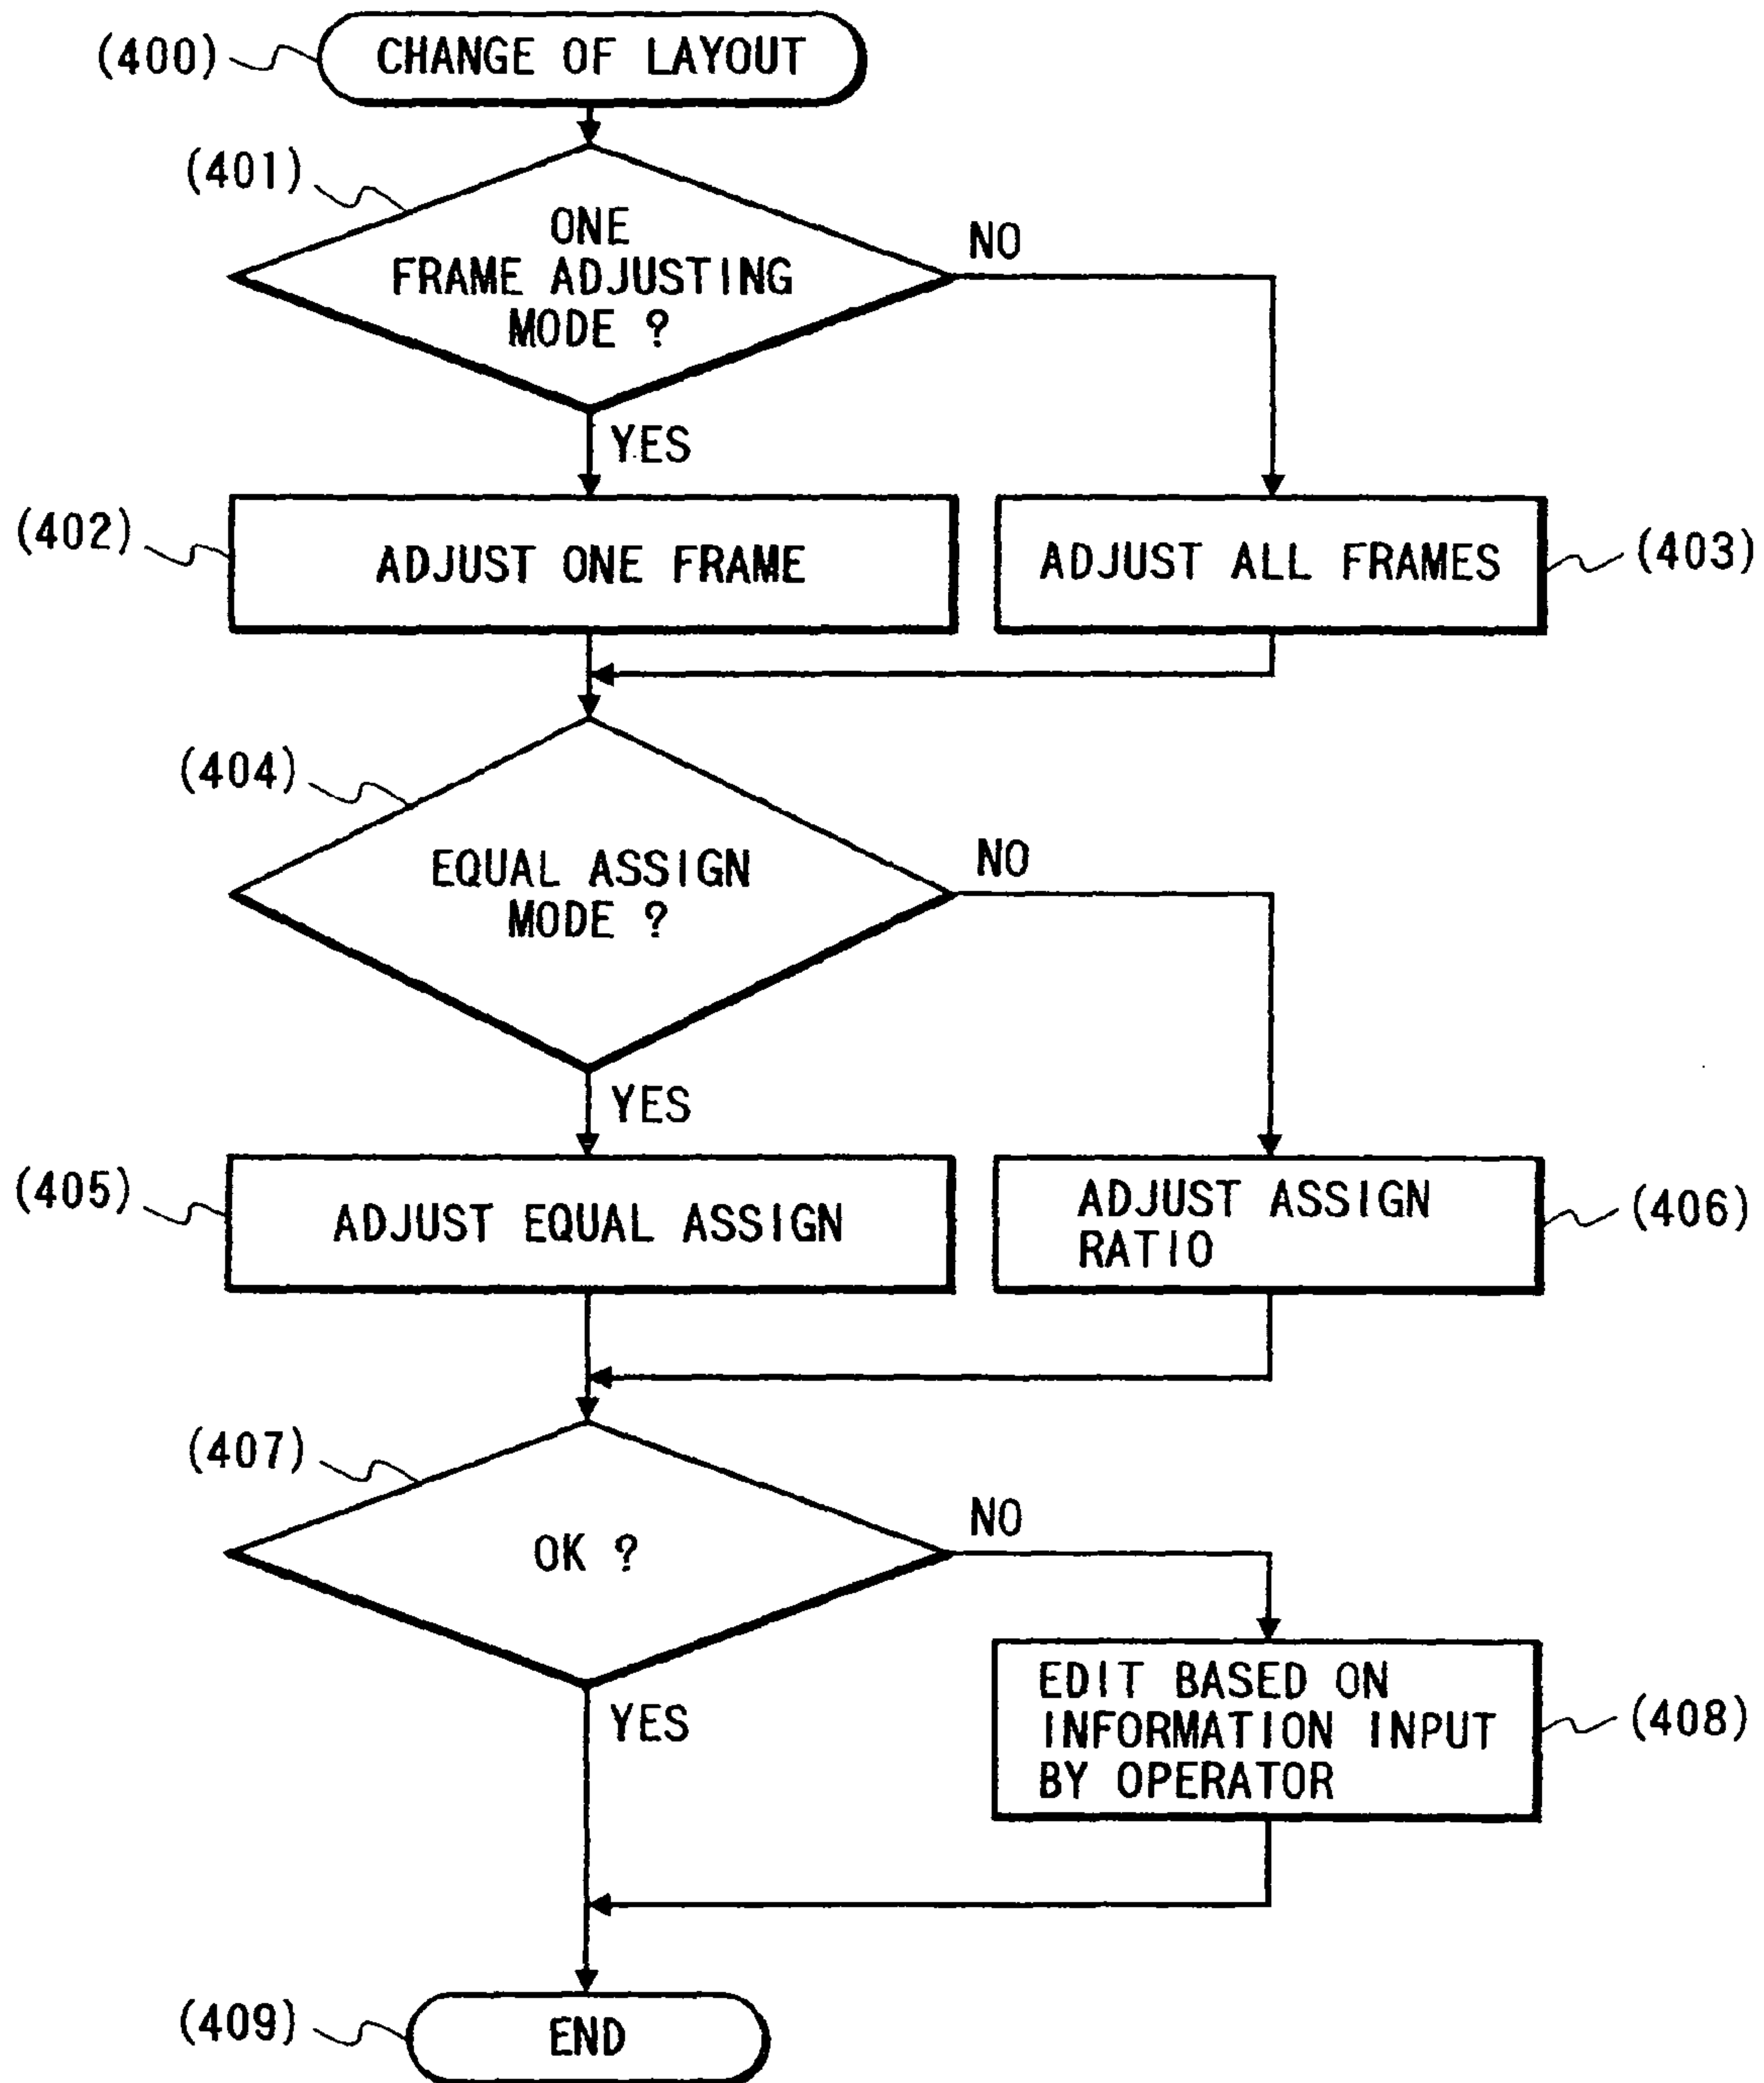 (400)
CHANGE OF LAYOUT
(401)
ONE
FRAME ADJUSTING
MODE ?
NO
YES
(402)
ADJUST ONE FRAME
ADJUST ALL FRAMES
(403)
(404)
EQUAL ASSIGN
MODE ?
NO
YES
(405)
ADJUST EQUAL ASSIGN
ADJUST ASSIGN
RATIO
(406)
(407)
OK ?
NO
YES
EDIT BASED ON
INFORMATION INPUT
BY OPERATOR
(408)
(409)
END